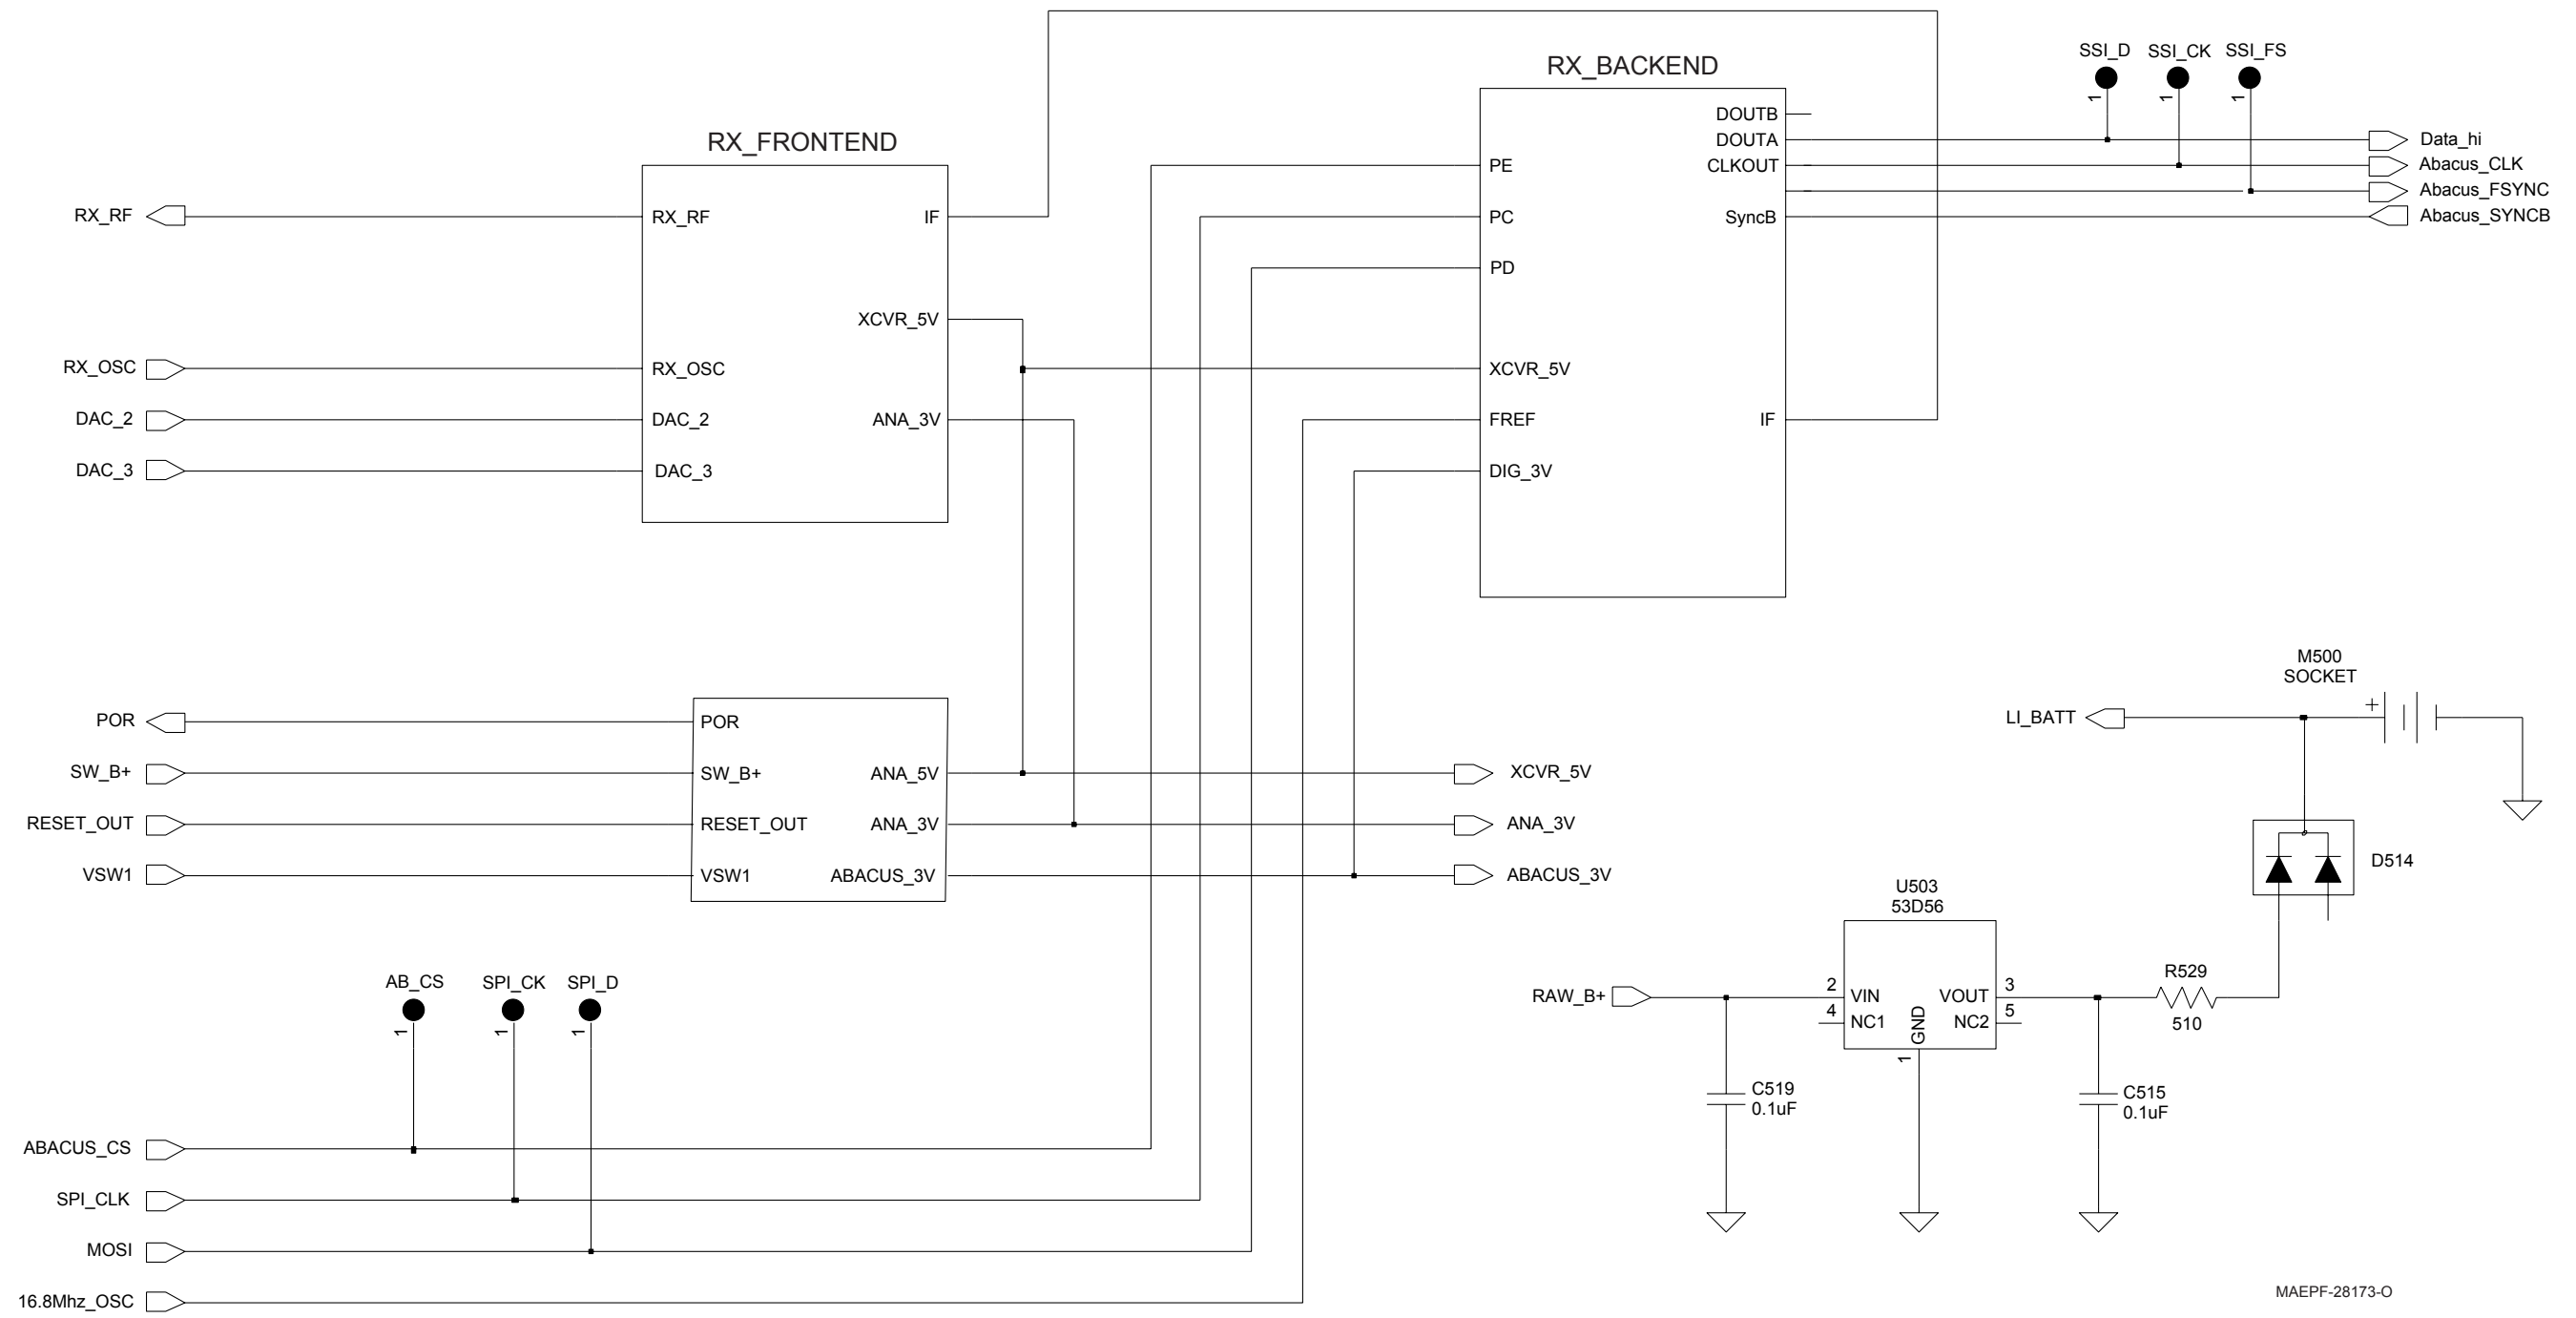 RX_BACKEND
SSI_D
SSI_CK
SSI_FS
1
1
1
DOUTB
DOUTA
CLKOUT
SyncB
IF
PE
PC
PD
XCVR_5V
FREF
DIG_3V
Data_hi
Abacus_CLK
Abacus_FSYNC
Abacus_SYNCB
RX_FRONTEND
RX_RF
RX_RF
IF
XCVR_5V
RX_OSC
RX_OSC
DAC_2
DAC_2
ANA_3V
DAC_3
DAC_3
POR
POR
SW_B+
SW_B+
ANA_5V
XCVR_5V
RESET_OUT
RESET_OUT
ANA_3V
ANA_3V
VSW1
VSW1
ABACUS_3V
ABACUS_3V
M500
SOCKET
+
LI_BATT
D514
U503
53D56
RAW_B+
2
VIN
4
NC1
VOUT
3
NC2
5
GND
1
R529
510
C519
0.1uF
C515
0.1uF
AB_CS
SPI_CK
SPI_D
1
1
1
ABACUS_CS
SPI_CLK
MOSI
16.8Mhz_OSC
MAEPF-28173-O